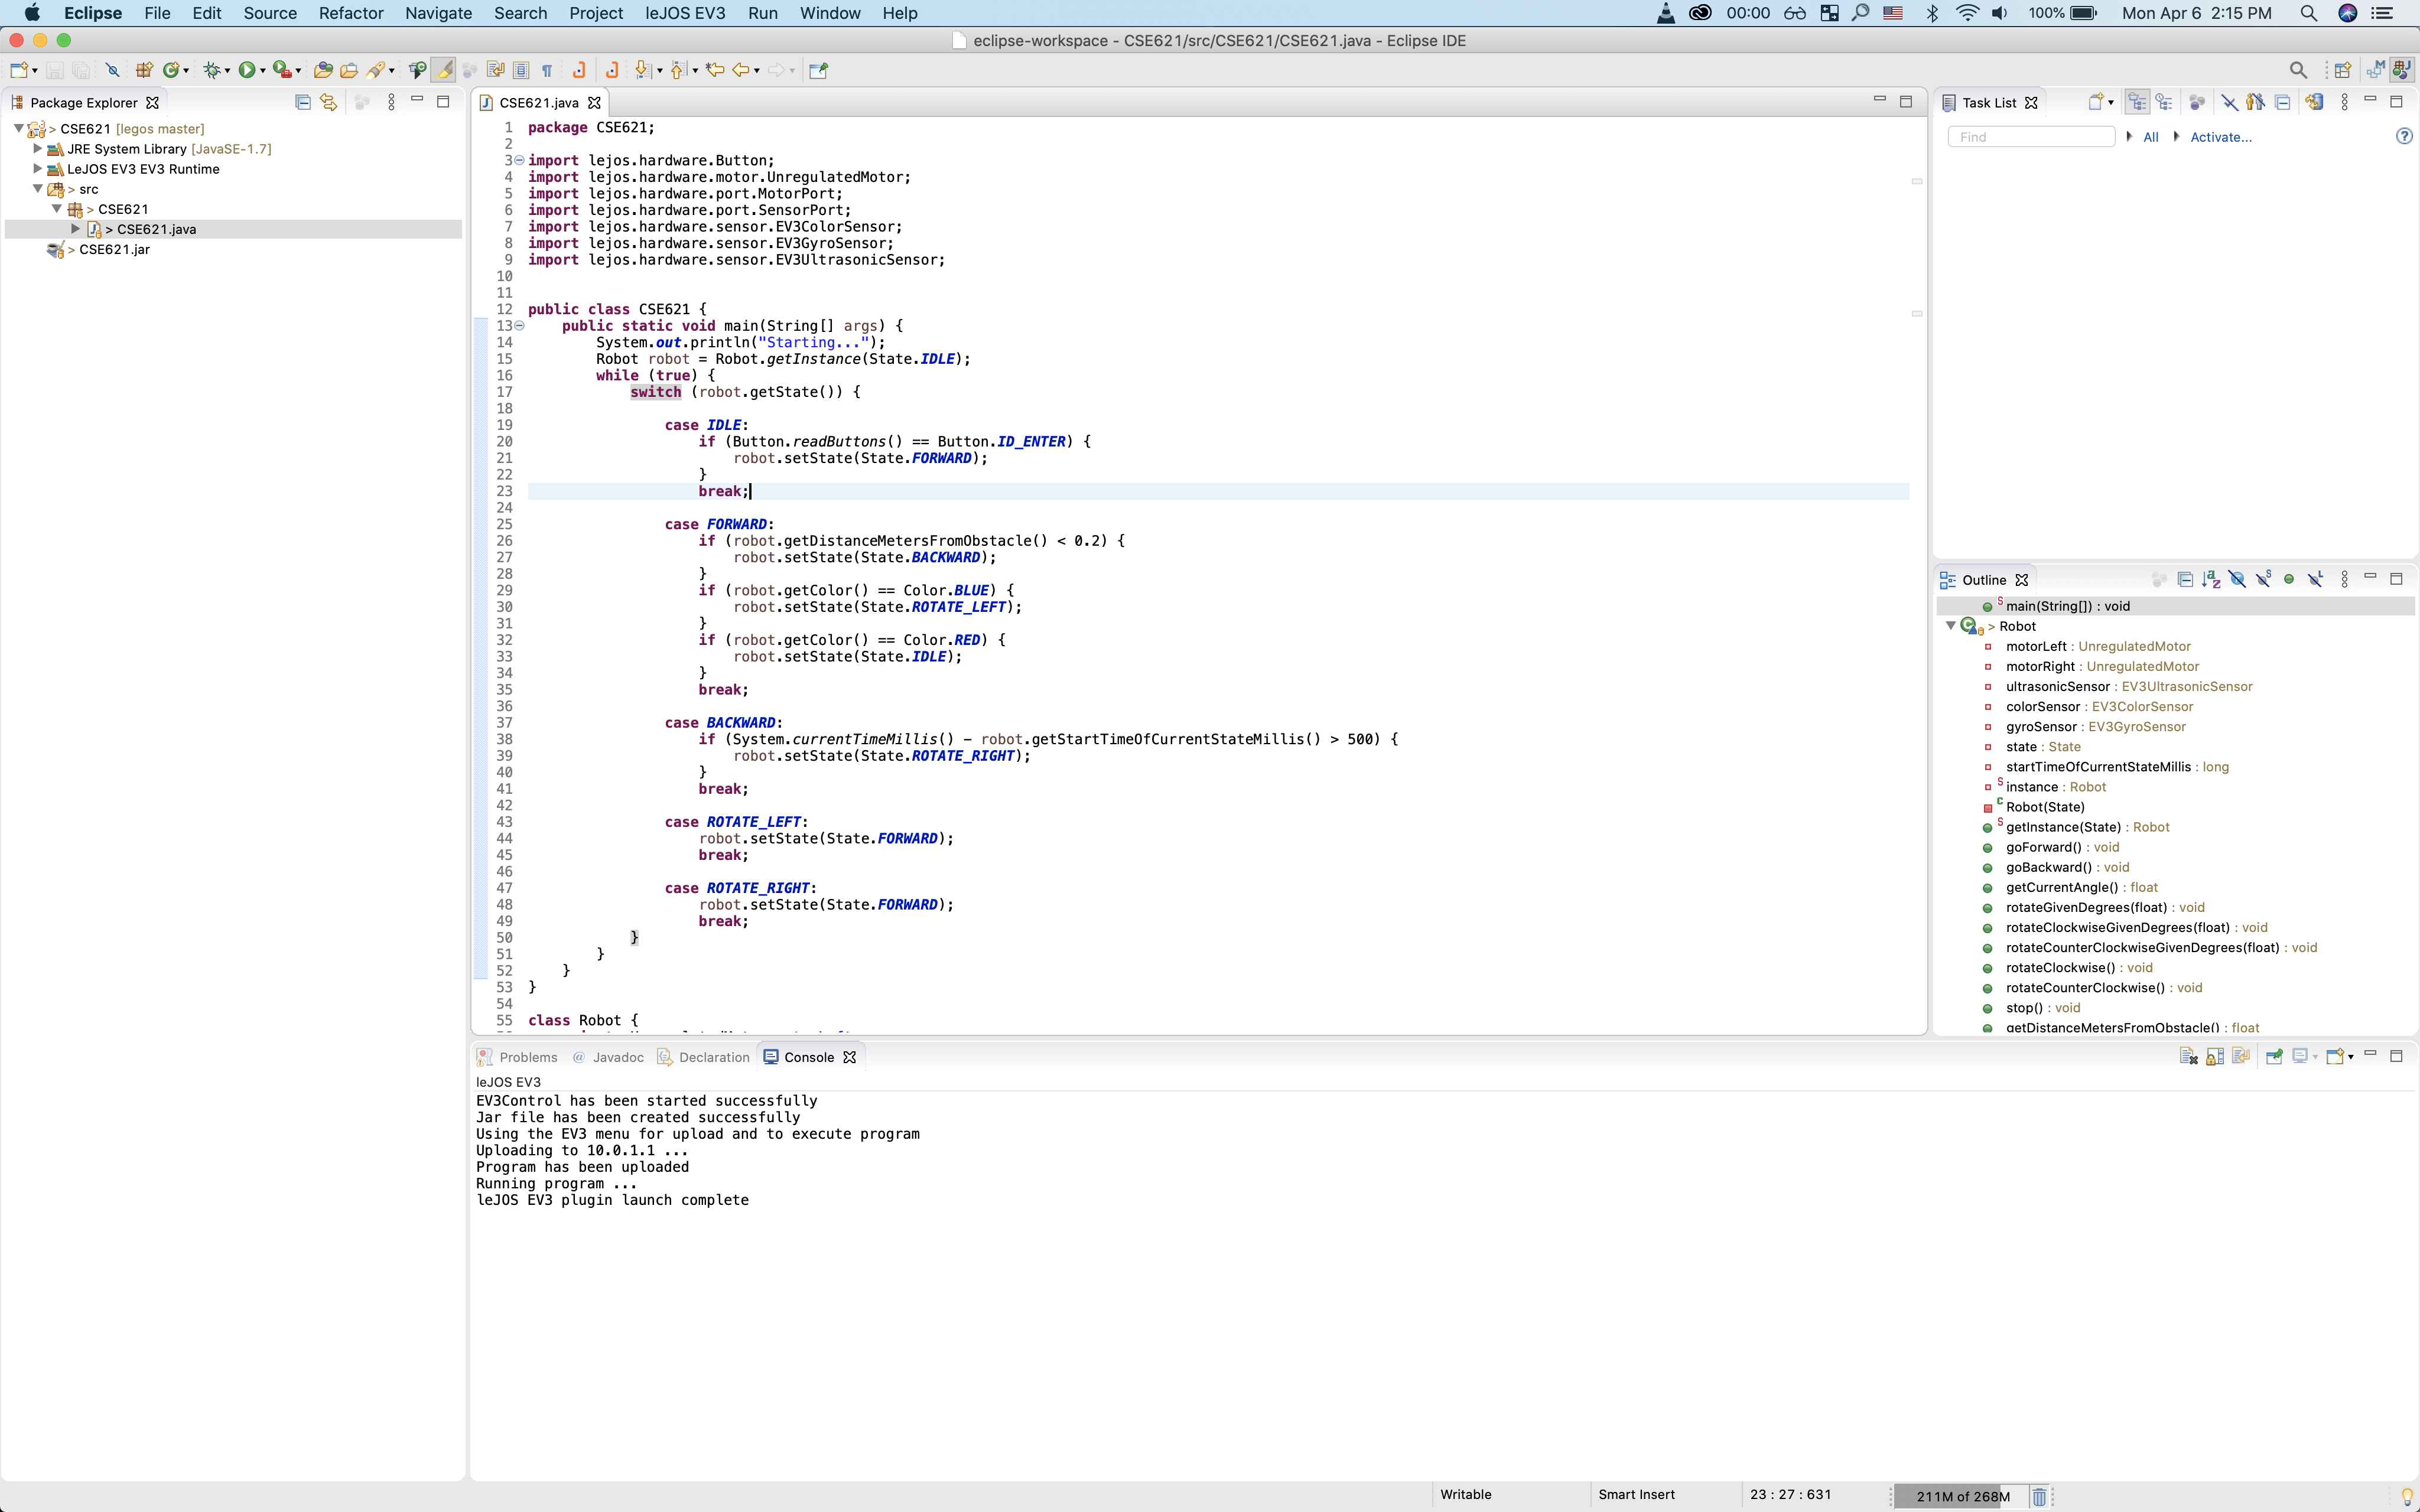 Eclipse File Edit Source Refactor Navigate Search Project leJOS EV3 Run Window Help 00:00 100% Mon Apr 6 2:15 PM
eclipse-workspace - CSE621/src/CSE621/CSE621.java - Eclipse IDE
Package Explorer
> CSE621 [legos master]
JRE System Library [JavaSE-1.7]
LeJOS EV3 EV3 Runtime
> src
> CSE621
> CSE621.java
> CSE621.jar
CSE621.java
1 package CSE621;
2
3 import lejos.hardware.Button;
4 import lejos.hardware.motor.UnregulatedMotor;
5 import lejos.hardware.port.MotorPort;
6 import lejos.hardware.port.SensorPort;
7 import lejos.hardware.sensor.EV3ColorSensor;
8 import lejos.hardware.sensor.EV3GyroSensor;
9 import lejos.hardware.sensor.EV3UltrasonicSensor;
10
11
12 public class CSE621 {
13 public static void main(String[] args) {
14 System.out.println("Starting...");
15 Robot robot = Robot.getInstance(State.IDLE);
16 while (true) {
17 switch (robot.getState()) {
18
19 case IDLE:
20 if (Button.readButtons() == Button.ID_ENTER) {
21 robot.setState(State.FORWARD);
22 }
23 break;
24
25 case FORWARD:
26 if (robot.getDistanceMetersFromObstacle() < 0.2) {
27 robot.setState(State.BACKWARD);
28 }
29 if (robot.getColor() == Color.BLUE) {
30 robot.setState(State.ROTATE_LEFT);
31 }
32 if (robot.getColor() == Color.RED) {
33 robot.setState(State.IDLE);
34 }
35 break;
36
37 case BACKWARD:
38 if (System.currentTimeMillis() - robot.getStartTimeOfCurrentStateMillis() > 500) {
39 robot.setState(State.ROTATE_RIGHT);
40 }
41 break;
42
43 case ROTATE_LEFT:
44 robot.setState(State.FORWARD);
45 break;
46
47 case ROTATE_RIGHT:
48 robot.setState(State.FORWARD);
49 break;
50 }
51 }
52 }
53 }
54
55 class Robot {
Task List
Find All Activate...
Outline
main(String[]) : void
> Robot
motorLeft : UnregulatedMotor
motorRight : UnregulatedMotor
ultrasonicSensor : EV3UltrasonicSensor
colorSensor : EV3ColorSensor
gyroSensor : EV3GyroSensor
state : State
startTimeOfCurrentStateMillis : long
instance : Robot
Robot(State)
getInstance(State) : Robot
goForward() : void
goBackward() : void
getCurrentAngle() : float
rotateGivenDegrees(float) : void
rotateClockwiseGivenDegrees(float) : void
rotateCounterClockwiseGivenDegrees(float) : void
rotateClockwise() : void
rotateCounterClockwise() : void
stop() : void
getDistanceMetersFromObstacle() : float
Problems Javadoc Declaration Console
leJOS EV3
EV3Control has been started successfully
Jar file has been created successfully
Using the EV3 menu for upload and to execute program
Uploading to 10.0.1.1 ...
Program has been uploaded
Running program ...
leJOS EV3 plugin launch complete
Writable Smart Insert 23 : 27 : 631 211M of 268M